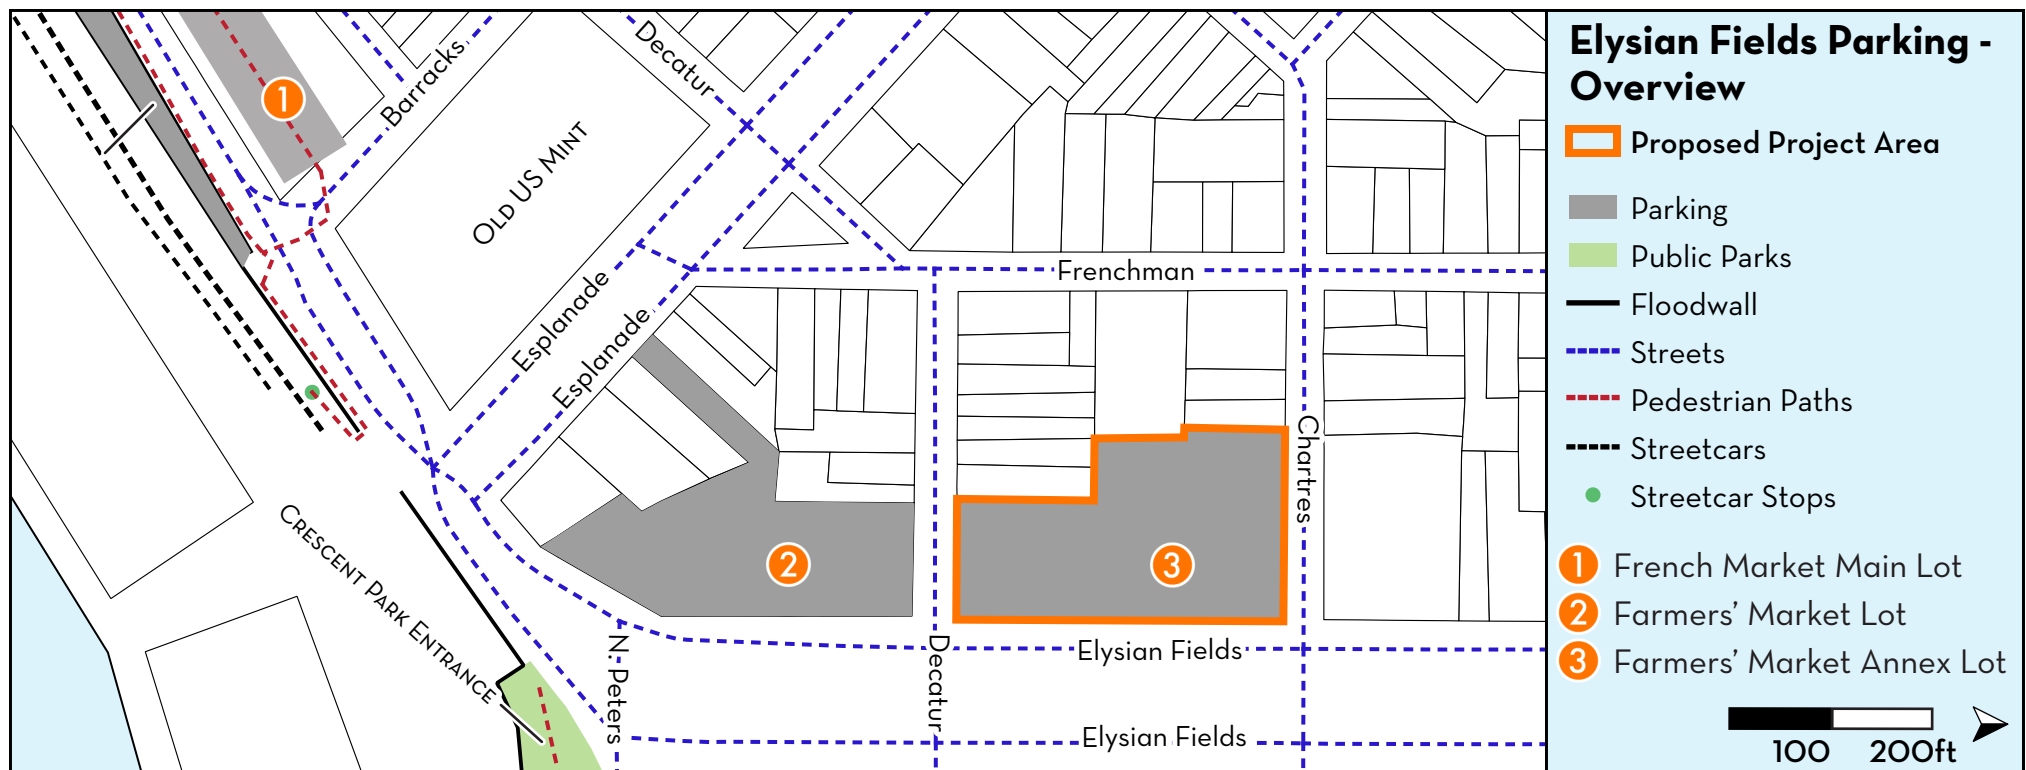 Decatur
Barracks
1
Old US Mint
Esplanade
Esplanade
Frenchman
Chartres
2
3
Crescent Park Entrance
N. Peters
Decatur
Elysian Fields
Elysian Fields
Elysian Fields Parking -
Overview
Proposed Project Area
Parking
Public Parks
Floodwall
Streets
Pedestrian Paths
Streetcars
Streetcar Stops
1 French Market Main Lot
2 Farmers’ Market Lot
3 Farmers’ Market Annex Lot
100 200ft